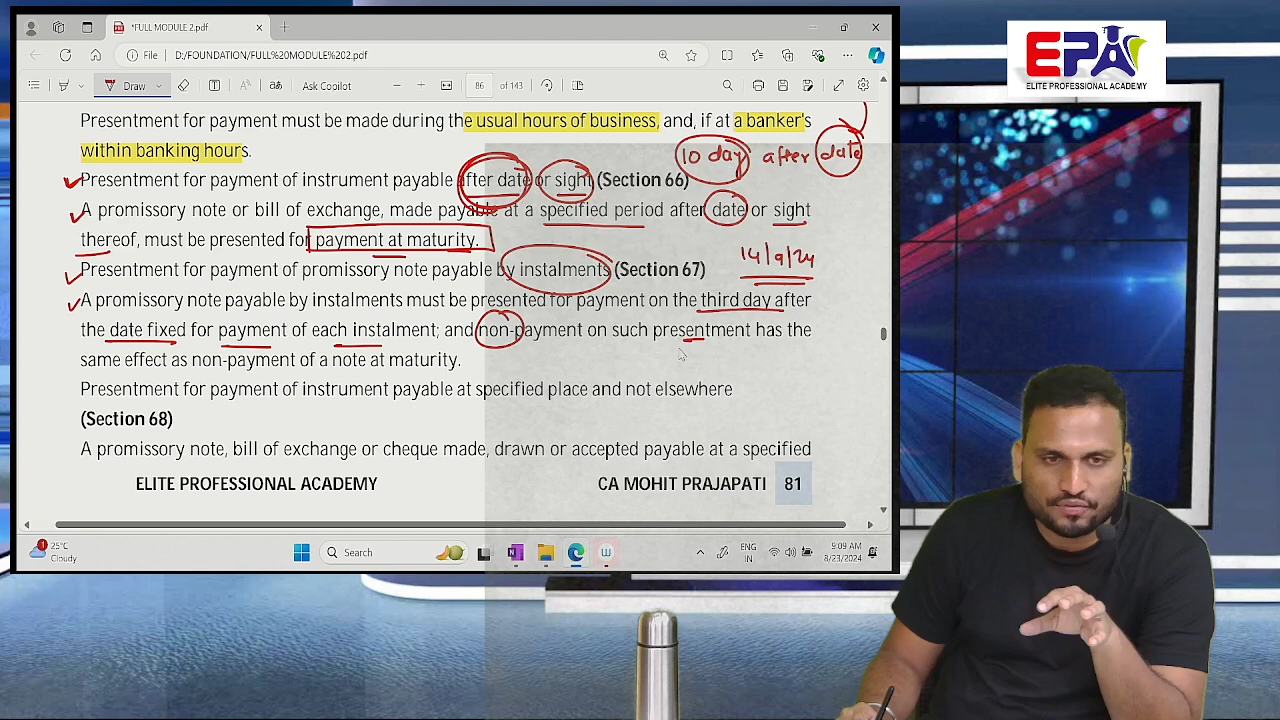 *FULL MODULE 2.pdf
File
D:/FOUNDATION/FULL%20MODULE
Draw
Ask Copilot
86 of 143
Presentment for payment must be made during the usual hours of business, and, if at a banker's
within banking hours.
10 day after date
Presentment for payment of instrument payable after date or sight (Section 66)
A promissory note or bill of exchange, made payable at a specified period after date or sight
thereof, must be presented for payment at maturity.
14/9/24
Presentment for payment of promissory note payable by instalments (Section 67)
A promissory note payable by instalments must be presented for payment on the third day after
the date fixed for payment of each instalment; and non-payment on such presentment has the
same effect as non-payment of a note at maturity.
Presentment for payment of instrument payable at specified place and not elsewhere
(Section 68)
A promissory note, bill of exchange or cheque made, drawn or accepted payable at a specified
ELITE PROFESSIONAL ACADEMY CA MOHIT PRAJAPATI 81
25°C
Cloudy
Search
ENG
IN
9:09 AM
8/23/2024
EPA
ELITE PROFESSIONAL ACADEMY